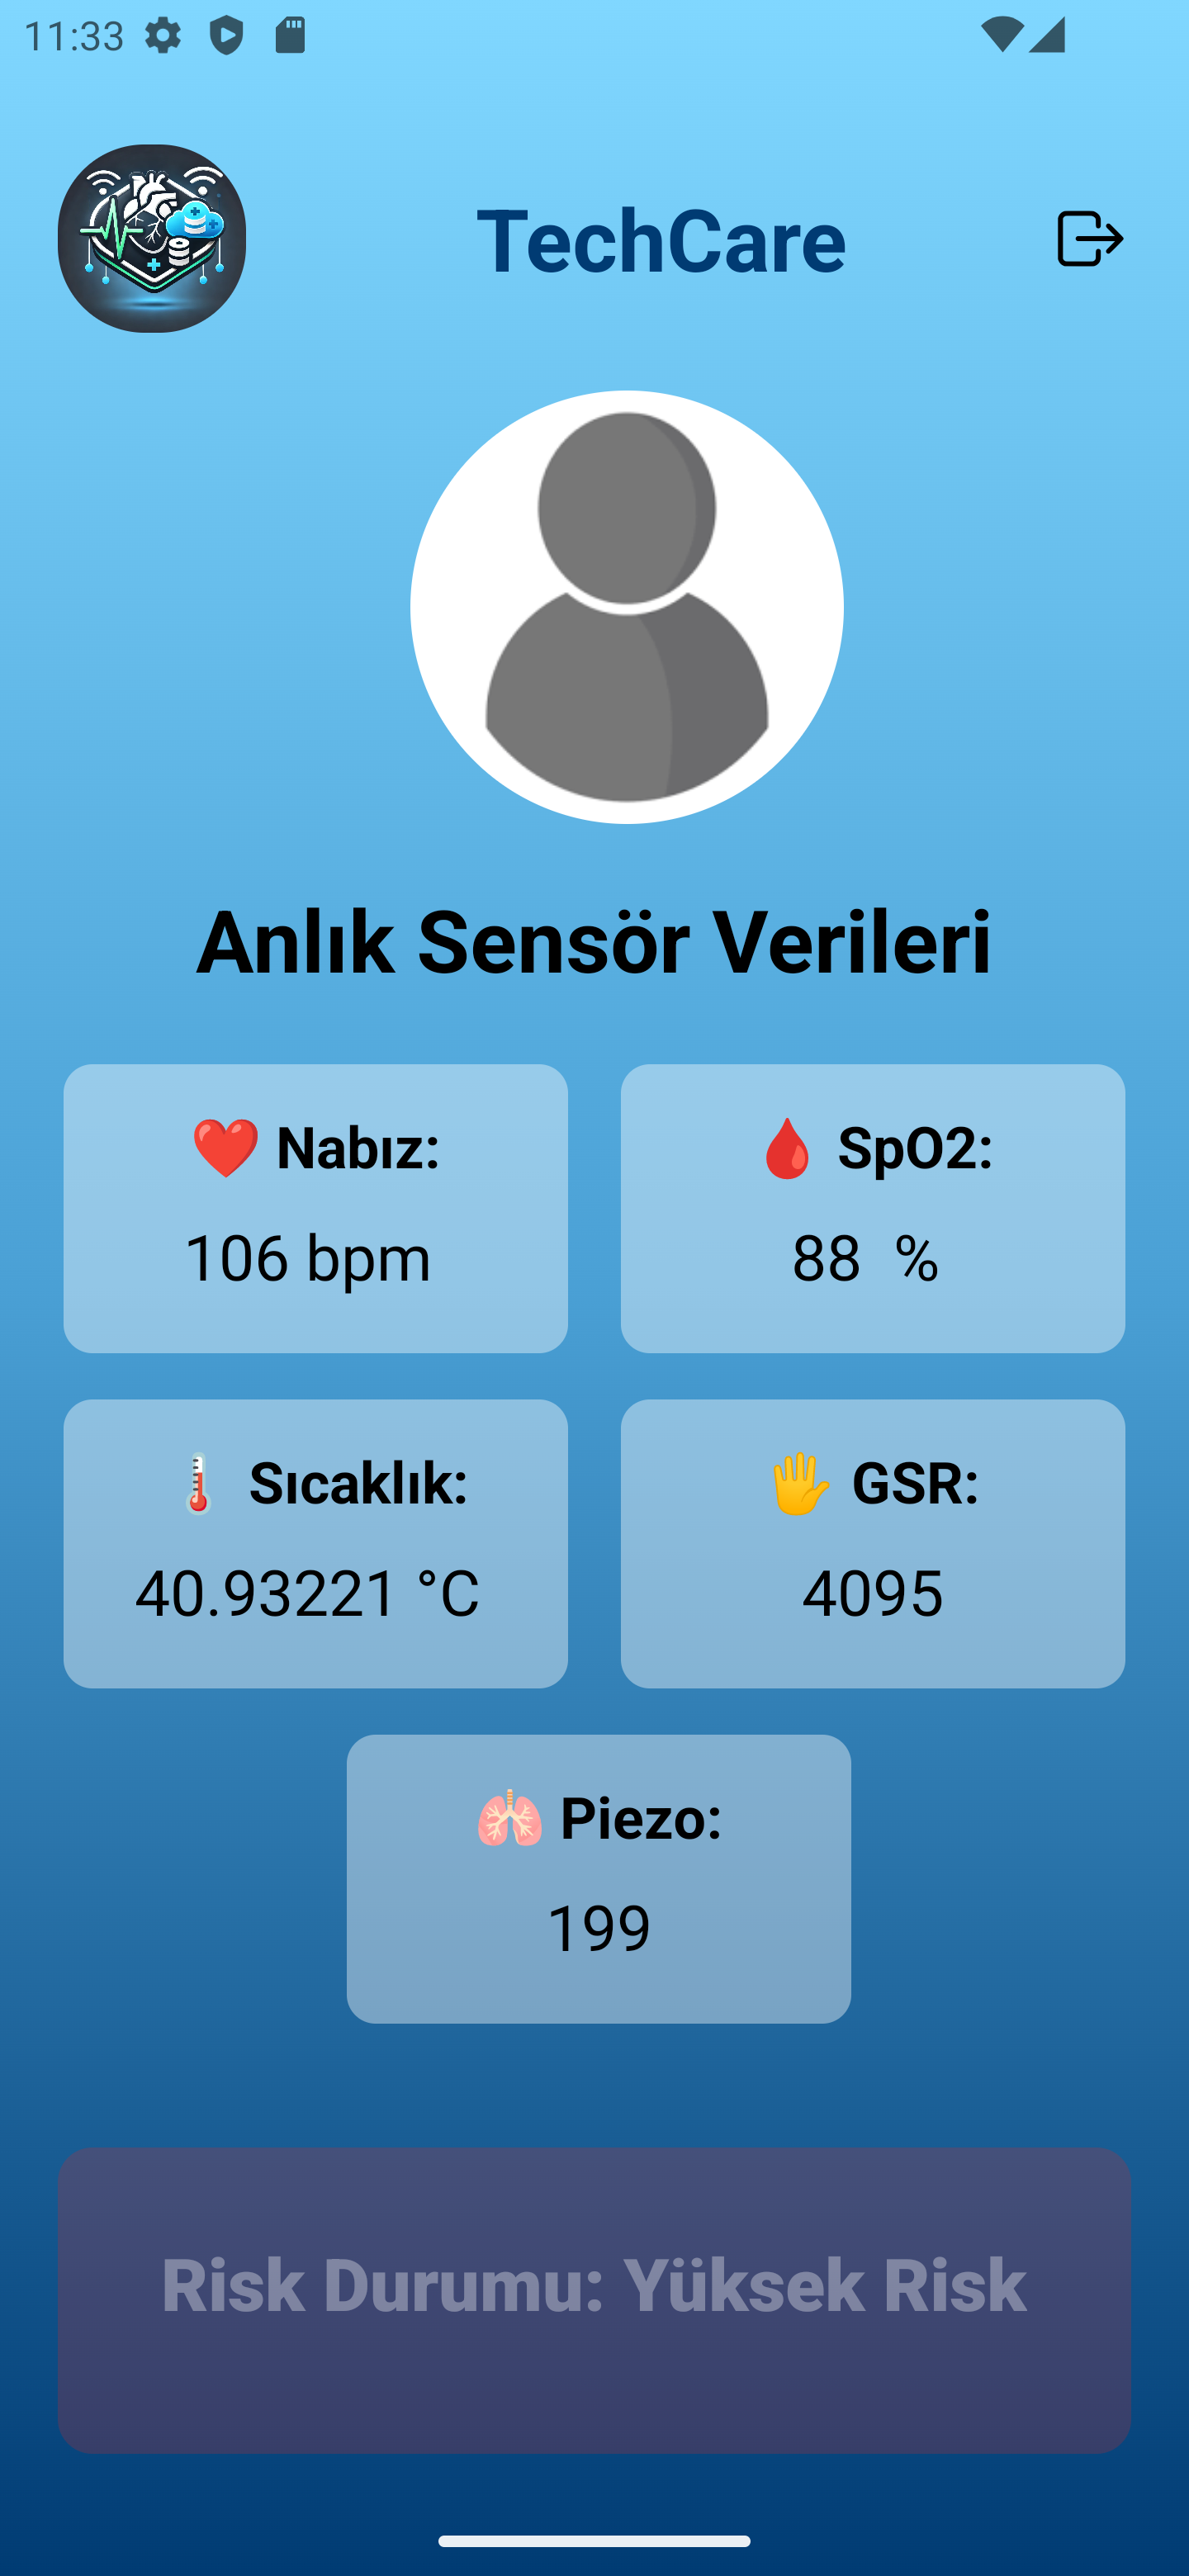 11:33
TechCare
Anlık Sensör Verileri
❤️ Nabız:
106 bpm
🩸 SpO2:
88 %
🌡️ Sıcaklık:
40.93221 °C
🖐️ GSR:
4095
🫁 Piezo:
199
Risk Durumu: Yüksek Risk